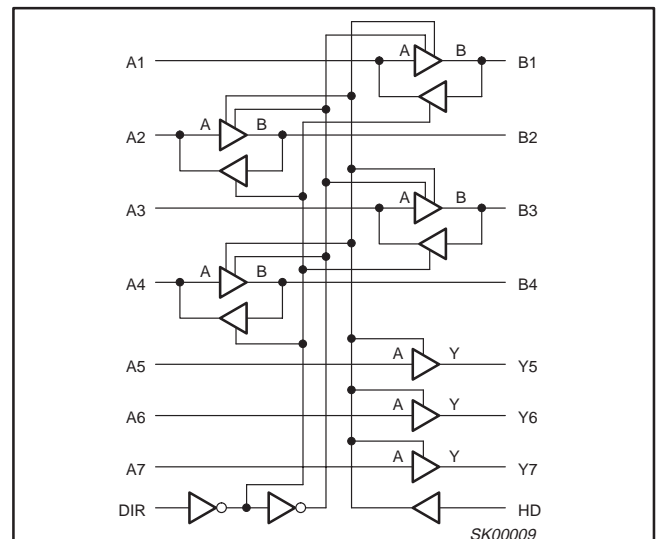 A1 A B B1
A2 A B B2
A3 A B B3
A4 A B B4
A5 A Y Y5
A6 A Y Y6
A7 A Y Y7
DIR HD
SK00009